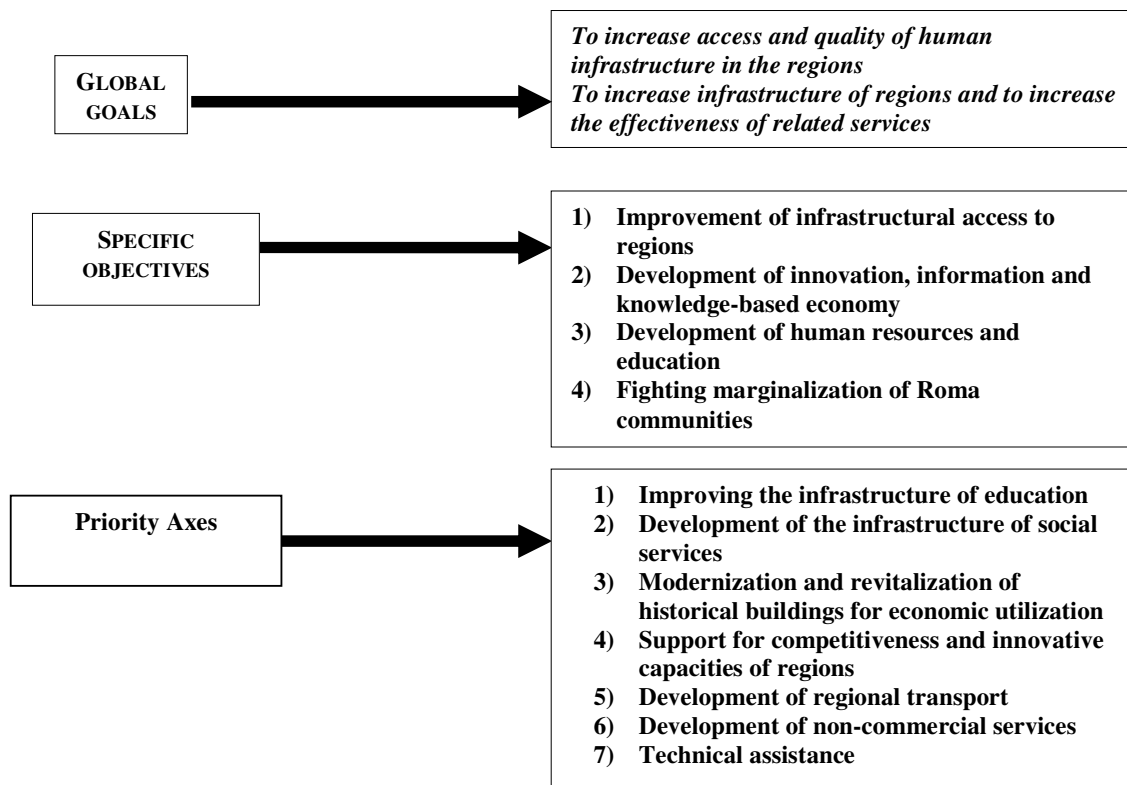 GLOBAL
GOALS
To increase access and quality of human
infrastructure in the regions
To increase infrastructure of regions and to increase
the effectiveness of related services
SPECIFIC
OBJECTIVES
1) Improvement of infrastructural access to
regions
2) Development of innovation, information and
knowledge-based economy
3) Development of human resources and
education
4) Fighting marginalization of Roma
communities
Priority Axes
1) Improving the infrastructure of education
2) Development of the infrastructure of social
services
3) Modernization and revitalization of
historical buildings for economic utilization
4) Support for competitiveness and innovative
capacities of regions
5) Development of regional transport
6) Development of non-commercial services
7) Technical assistance